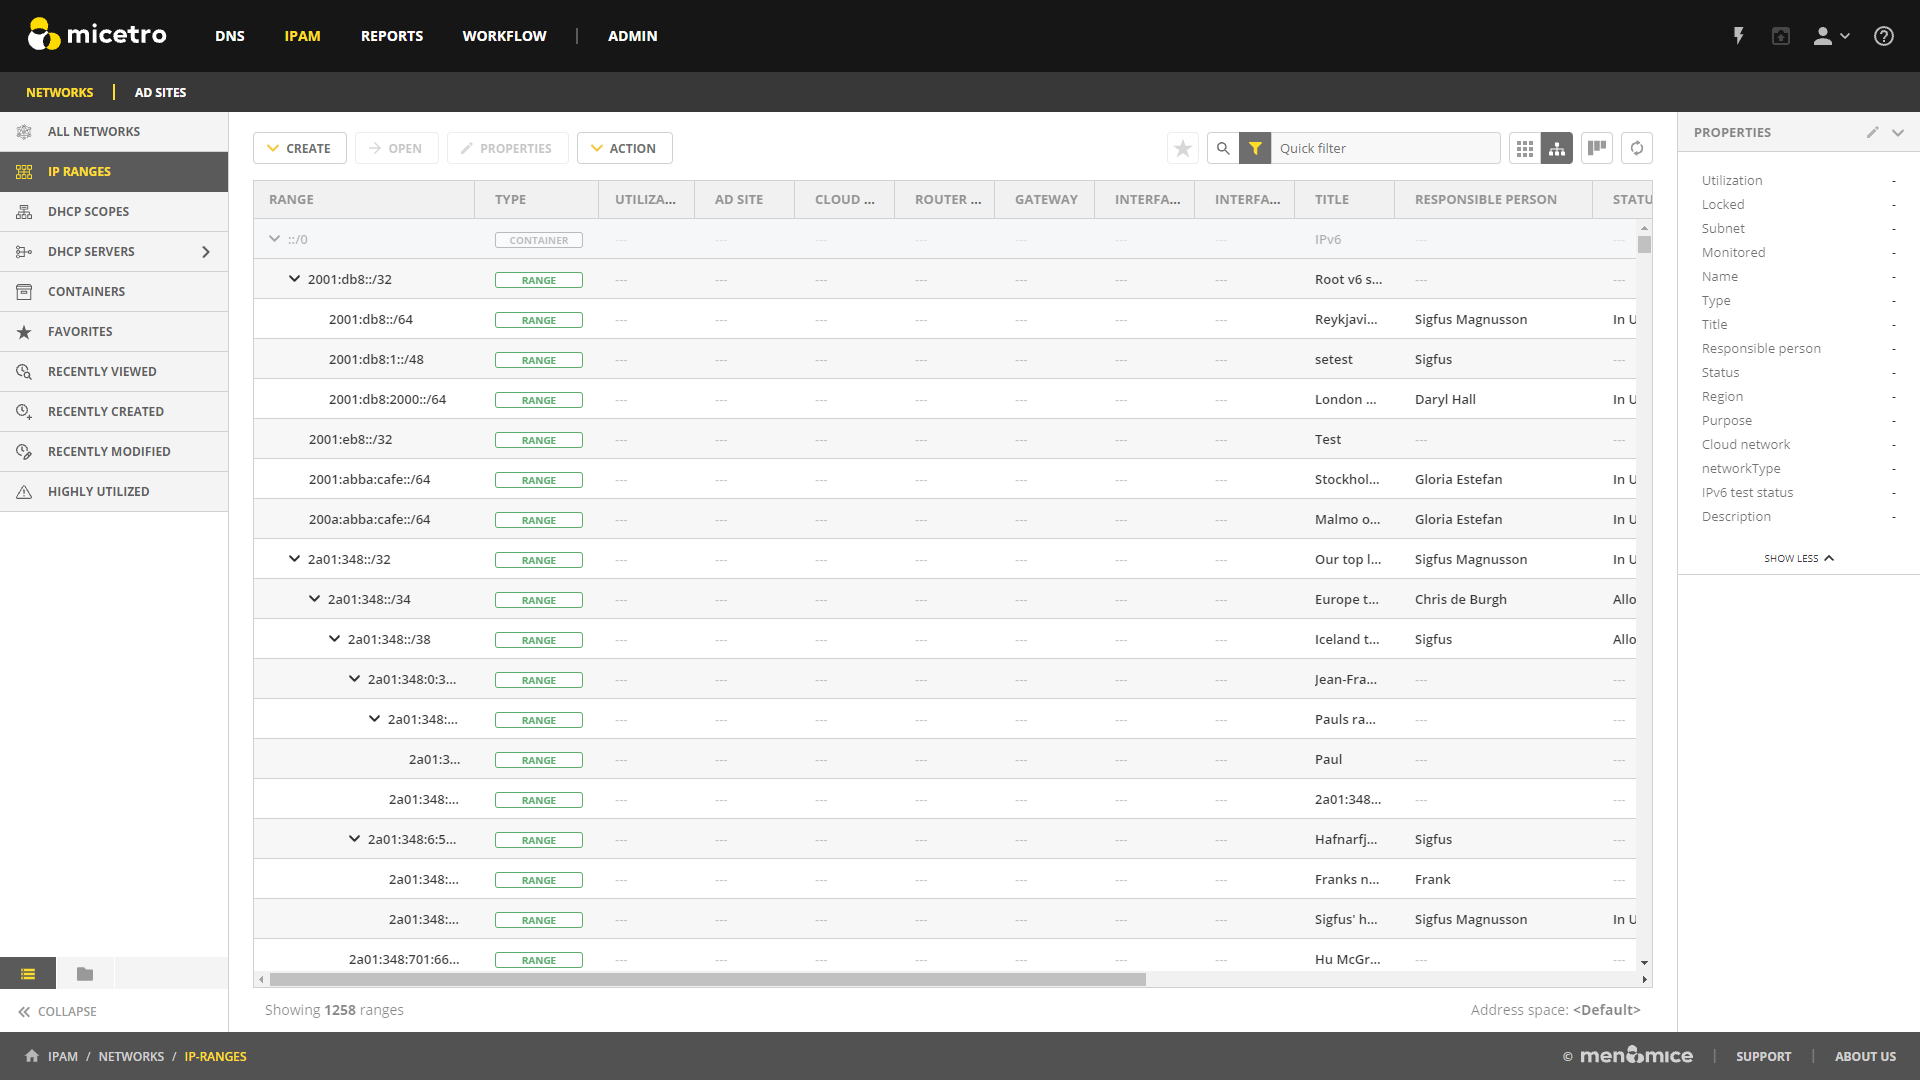 micetro DNS IPAM REPORTS WORKFLOW | ADMIN
NETWORKS | AD SITES
ALL NETWORKS
IP RANGES
DHCP SCOPES
DHCP SERVERS
CONTAINERS
FAVORITES
RECENTLY VIEWED
RECENTLY CREATED
RECENTLY MODIFIED
HIGHLY UTILIZED
COLLAPSE
CREATE OPEN PROPERTIES ACTION Quick filter
RANGE TYPE UTILIZA... AD SITE CLOUD ... ROUTER ... GATEWAY INTERFA... INTERFA... TITLE RESPONSIBLE PERSON STATU
::/0 CONTAINER --- --- --- --- --- --- --- IPv6 --- ---
2001:db8::/32 RANGE --- --- --- --- --- --- --- Root v6 s... --- ---
2001:db8::/64 RANGE --- --- --- --- --- --- --- Reykjavi... Sigfus Magnusson In U
2001:db8:1::/48 RANGE --- --- --- --- --- --- --- setest Sigfus ---
2001:db8:2000::/64 RANGE --- --- --- --- --- --- --- London ... Daryl Hall In U
2001:eb8::/32 RANGE --- --- --- --- --- --- --- Test --- ---
2001:abba:cafe::/64 RANGE --- --- --- --- --- --- --- Stockhol... Gloria Estefan In U
200a:abba:cafe::/64 RANGE --- --- --- --- --- --- --- Malmo o... Gloria Estefan In U
2a01:348::/32 RANGE --- --- --- --- --- --- --- Our top l... Sigfus Magnusson In U
2a01:348::/34 RANGE --- --- --- --- --- --- --- Europe t... Chris de Burgh Allo
2a01:348::/38 RANGE --- --- --- --- --- --- --- Iceland t... Sigfus Allo
2a01:348:0:3... RANGE --- --- --- --- --- --- --- Jean-Fra... --- ---
2a01:348:... RANGE --- --- --- --- --- --- --- Pauls ra... --- ---
2a01:3... RANGE --- --- --- --- --- --- --- Paul --- ---
2a01:348:... RANGE --- --- --- --- --- --- --- 2a01:348... --- ---
2a01:348:6:5... RANGE --- --- --- --- --- --- --- Hafnarfj... Sigfus ---
2a01:348:... RANGE --- --- --- --- --- --- --- Franks n... Frank ---
2a01:348:... RANGE --- --- --- --- --- --- --- Sigfus' h... Sigfus Magnusson In U
2a01:348:701:66... RANGE --- --- --- --- --- --- --- Hu McGr... --- ---
Showing 1258 ranges Address space: <Default>
PROPERTIES
Utilization -
Locked -
Subnet -
Monitored -
Name -
Type -
Title -
Responsible person -
Status -
Region -
Purpose -
Cloud network -
networkType -
IPv6 test status -
Description -
SHOW LESS
IPAM / NETWORKS / IP-RANGES © men&mice | SUPPORT | ABOUT US